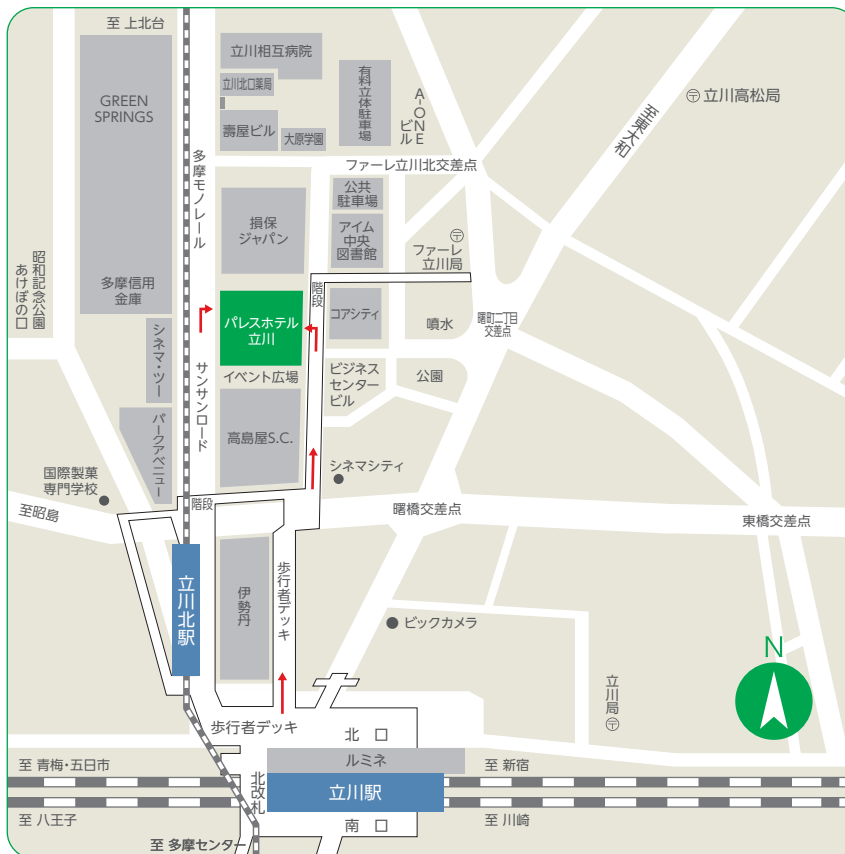 至 上北台
立川相互病院
立川北口薬局
有料立体駐車場
A-ONE
ビル
〒立川高松局
至東大和
GREEN
SPRINGS
壽屋ビル
大原学園
多摩モノレール
ファーレ立川北交差点
公共
駐車場
損保
ジャパン
アイム
中央
図書館
〒
ファーレ
立川局
昭和記念公園
あけぼの口
多摩信用
金庫
階段
パレスホテル
立川
コアシティ
噴水
曙町二丁目
交差点
シネマ・ツー
サンサンロード
イベント広場
ビジネス
センター
ビル
公園
パークアベニュー
高島屋S.C.
シネマシティ
国際製菓
専門学校
至昭島
階段
曙橋交差点
東橋交差点
立川北駅
伊勢丹
歩行者デッキ
ビックカメラ
N
立川局〒
歩行者デッキ
北 口
至 青梅・五日市
北改札
ルミネ
至 新宿
立川駅
至 八王子
南 口
至 川崎
至 多摩センター